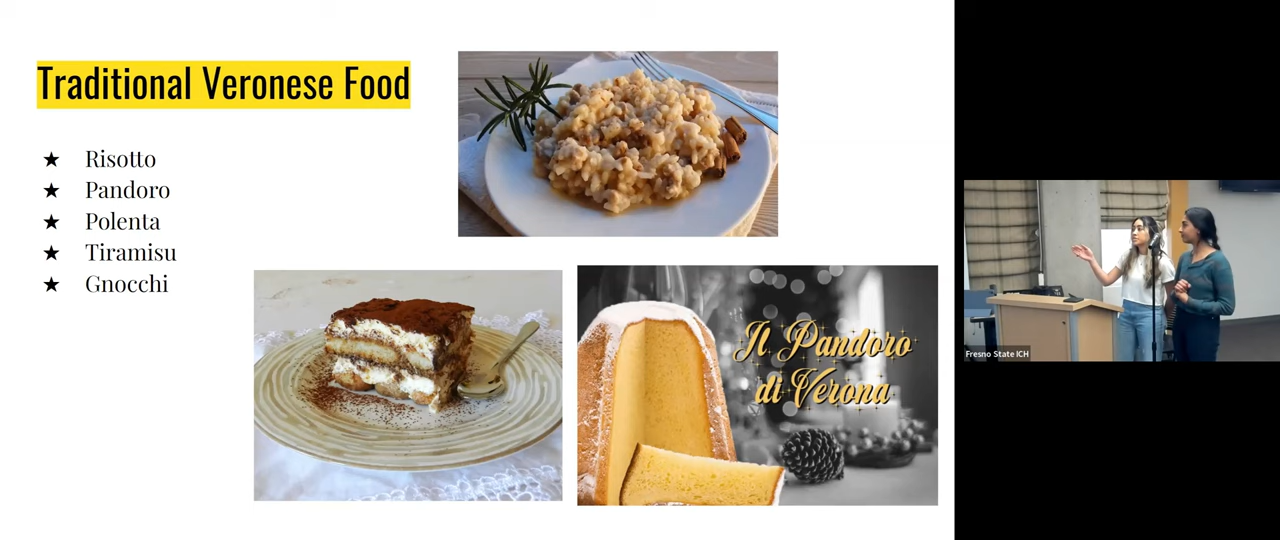 Traditional Veronese Food
★ Risotto
★ Pandoro
★ Polenta
★ Tiramisu
★ Gnocchi
Il Pandoro
di Verona
Fresno State ICH